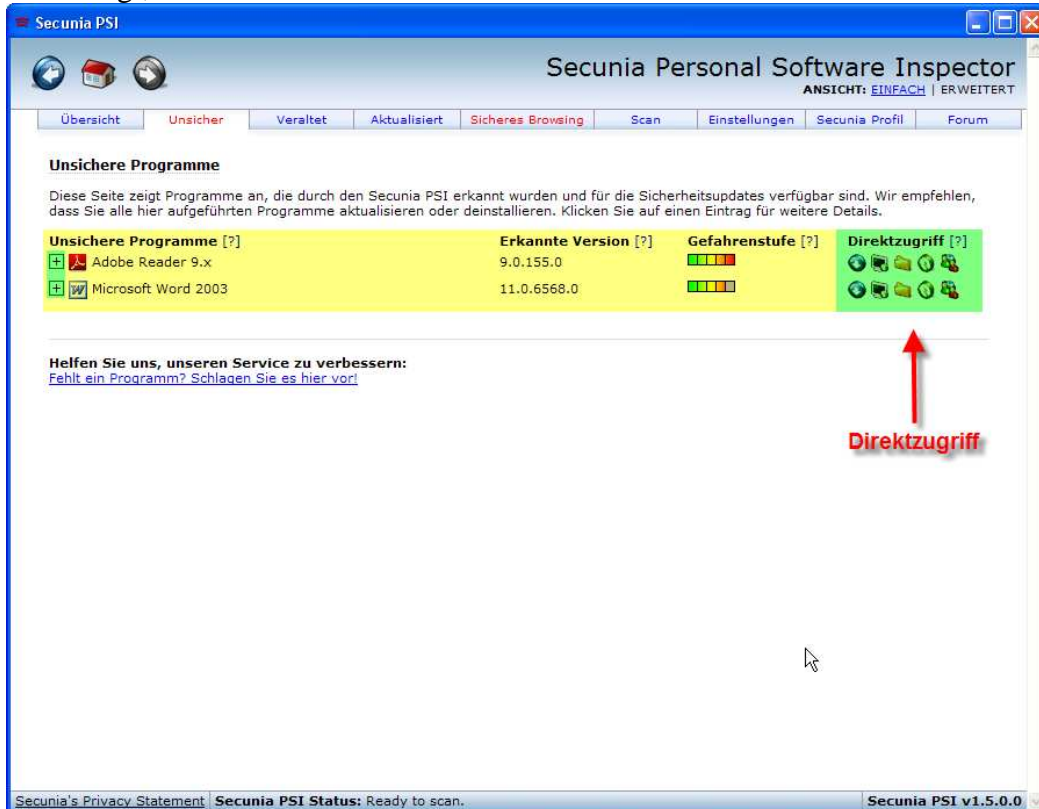 Secunia PSI
Secunia Personal Software Inspector
ANSICHT: EINFACH | ERWEITERT
Übersicht Unsicher Veraltet Aktualisiert Sicheres Browsing Scan Einstellungen Secunia Profil Forum
Unsichere Programme
Diese Seite zeigt Programme an, die durch den Secunia PSI erkannt wurden und für die Sicherheitsupdates verfügbar sind. Wir empfehlen,
dass Sie alle hier aufgeführten Programme aktualisieren oder deinstallieren. Klicken Sie auf einen Eintrag für weitere Details.
Unsichere Programme [?] Erkannte Version [?] Gefahrenstufe [?] Direktzugriff [?]
Adobe Reader 9.x 9.0.155.0
Microsoft Word 2003 11.0.6568.0
Helfen Sie uns, unseren Service zu verbessern:
Fehlt ein Programm? Schlagen Sie es hier vor!
Direktzugriff
Secunia's Privacy Statement Secunia PSI Status: Ready to scan. Secunia PSI v1.5.0.0